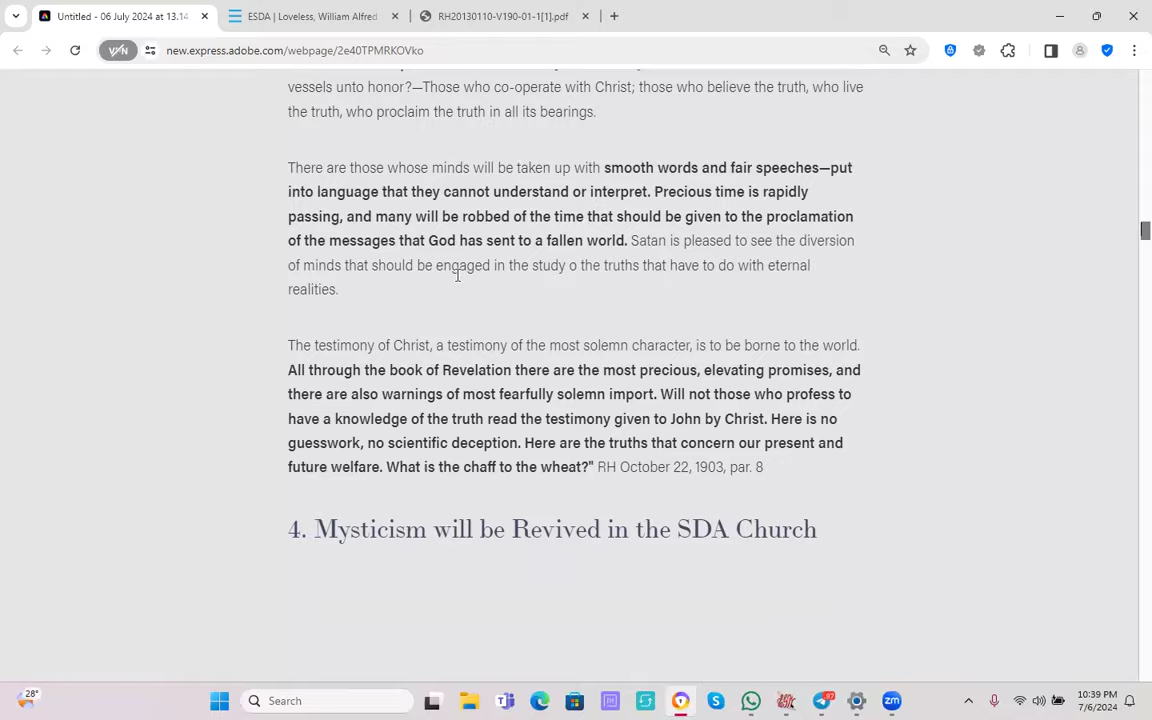 Untitled - 06 July 2024 at 13.14
ESDA | Loveless, William Alfred
RH20130110-V190-01-1[1].pdf
VPN
new.express.adobe.com/webpage/2e40TPMRKOVko
vessels unto honor?—Those who co-operate with Christ; those who believe the truth, who live
the truth, who proclaim the truth in all its bearings.
There are those whose minds will be taken up with smooth words and fair speeches—put
into language that they cannot understand or interpret. Precious time is rapidly
passing, and many will be robbed of the time that should be given to the proclamation
of the messages that God has sent to a fallen world. Satan is pleased to see the diversion
of minds that should be engaged in the study o the truths that have to do with eternal
realities.
The testimony of Christ, a testimony of the most solemn character, is to be borne to the world.
All through the book of Revelation there are the most precious, elevating promises, and
there are also warnings of most fearfully solemn import. Will not those who profess to
have a knowledge of the truth read the testimony given to John by Christ. Here is no
guesswork, no scientific deception. Here are the truths that concern our present and
future welfare. What is the chaff to the wheat?" RH October 22, 1903, par. 8
4. Mysticism will be Revived in the SDA Church
28°
Search
10:39 PM
7/6/2024